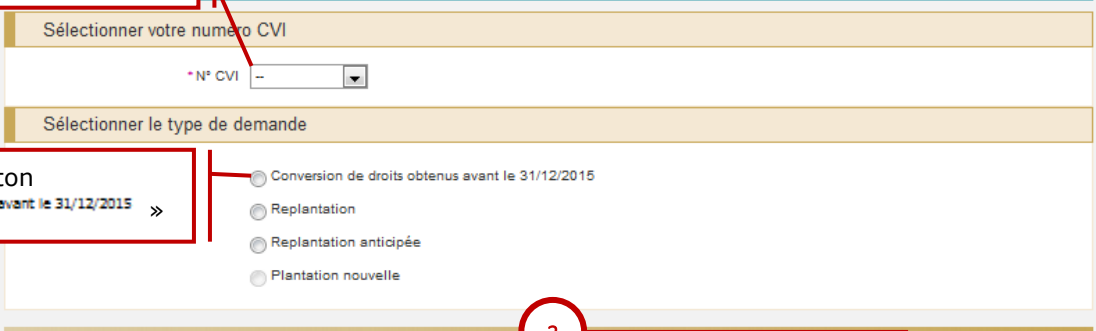 Sélectionner votre numéro CVI
* N° CVI --
Sélectionner le type de demande
ton
avant le 31/12/2015 »
Conversion de droits obtenus avant le 31/12/2015
Replantation
Replantation anticipée
Plantation nouvelle